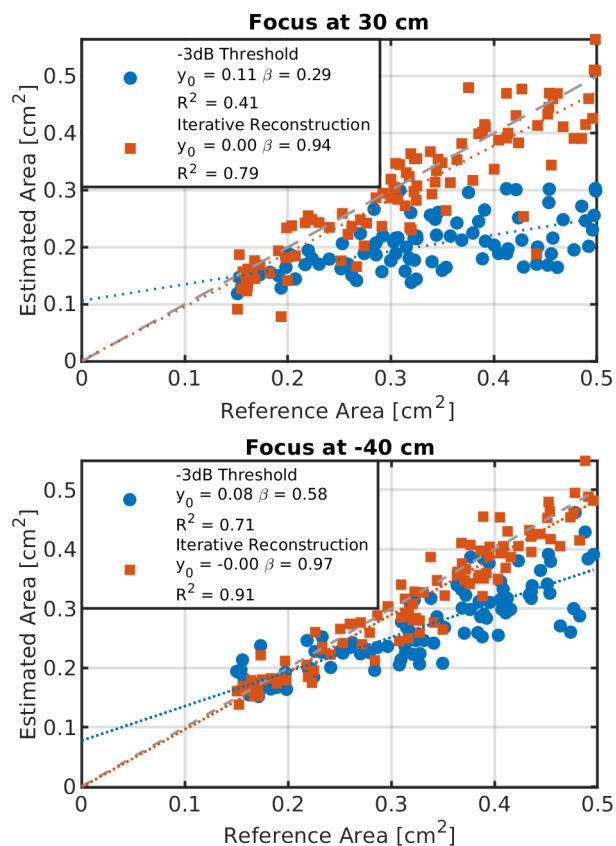 Focus at 30 cm
-3dB Threshold
y0 = 0.11 β = 0.29
R2 = 0.41
Iterative Reconstruction
y0 = 0.00 β = 0.94
R2 = 0.79
Estimated Area [cm2]
0.5
0.4
0.3
0.2
0.1
0
0 0.1 0.2 0.3 0.4 0.5
Reference Area [cm2]
Focus at -40 cm
-3dB Threshold
y0 = 0.08 β = 0.58
R2 = 0.71
Iterative Reconstruction
y0 = -0.00 β = 0.97
R2 = 0.91
Estimated Area [cm2]
0.5
0.4
0.3
0.2
0.1
0
0 0.1 0.2 0.3 0.4 0.5
Reference Area [cm2]